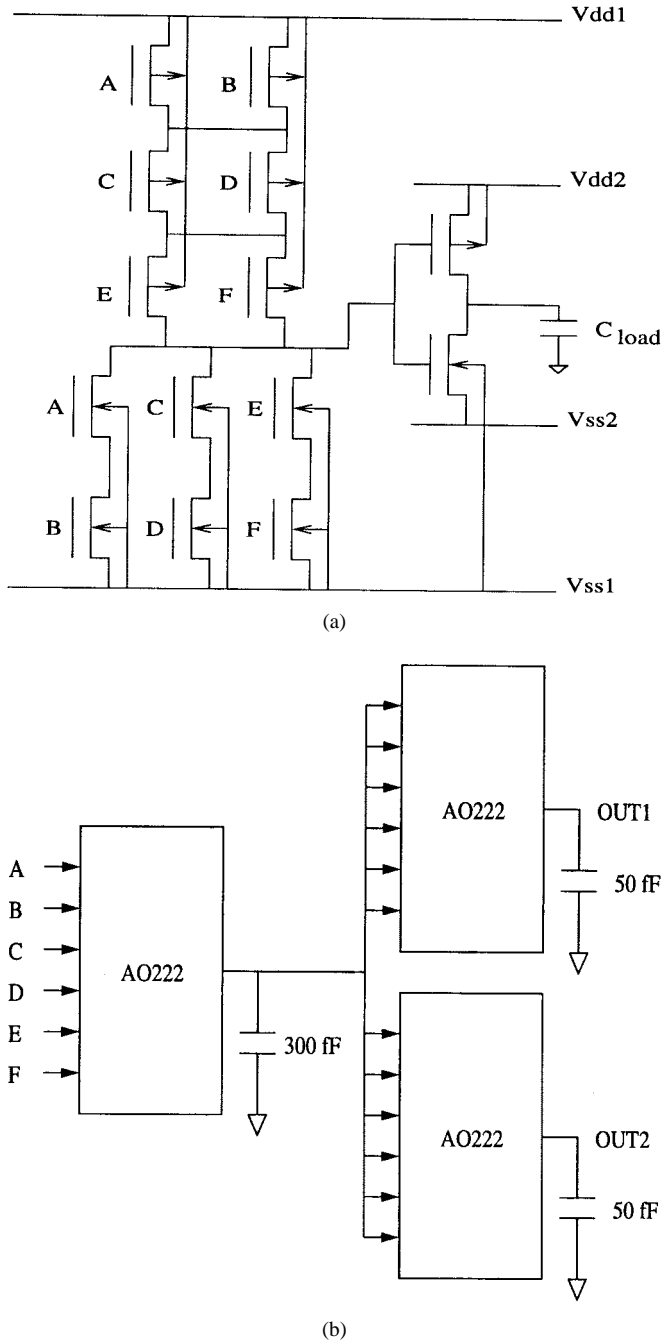 Vdd1
A B
C D
Vdd2
E F
C load
A C E
Vss2
B D F
Vss1
(a)
AO222 OUT1
50 fF
A
B
C
D
E
F
AO222
300 fF
AO222 OUT2
50 fF
(b)